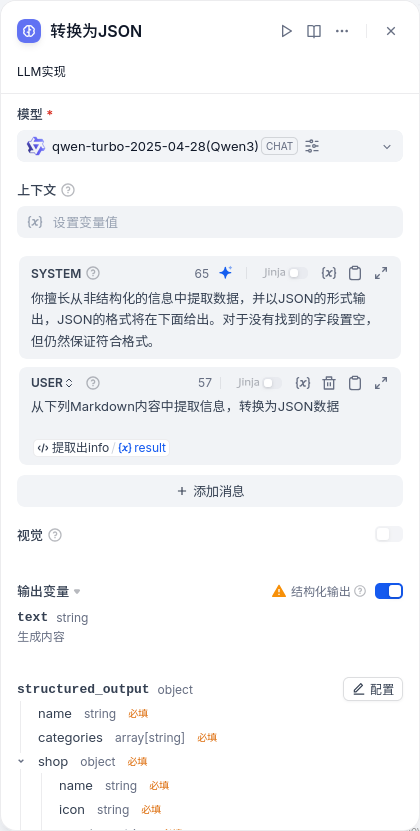 转换为JSON
LLM实现
模型 *
qwen-turbo-2025-04-28(Qwen3) CHAT
上下文
{x} 设置变量值
SYSTEM 65 Jinja {x}
你擅长从非结构化的信息中提取数据，并以JSON的形式输
出，JSON的格式将在下面给出。对于没有找到的字段置空，
但仍然保证符合格式。
USER 57 Jinja {x}
从下列Markdown内容中提取信息，转换为JSON数据
提取出info / {x} result
+ 添加消息
视觉
输出变量 结构化输出
text string
生成内容
structured_output object 配置
name string 必填
categories array[string] 必填
shop object 必填
name string 必填
icon string 必填